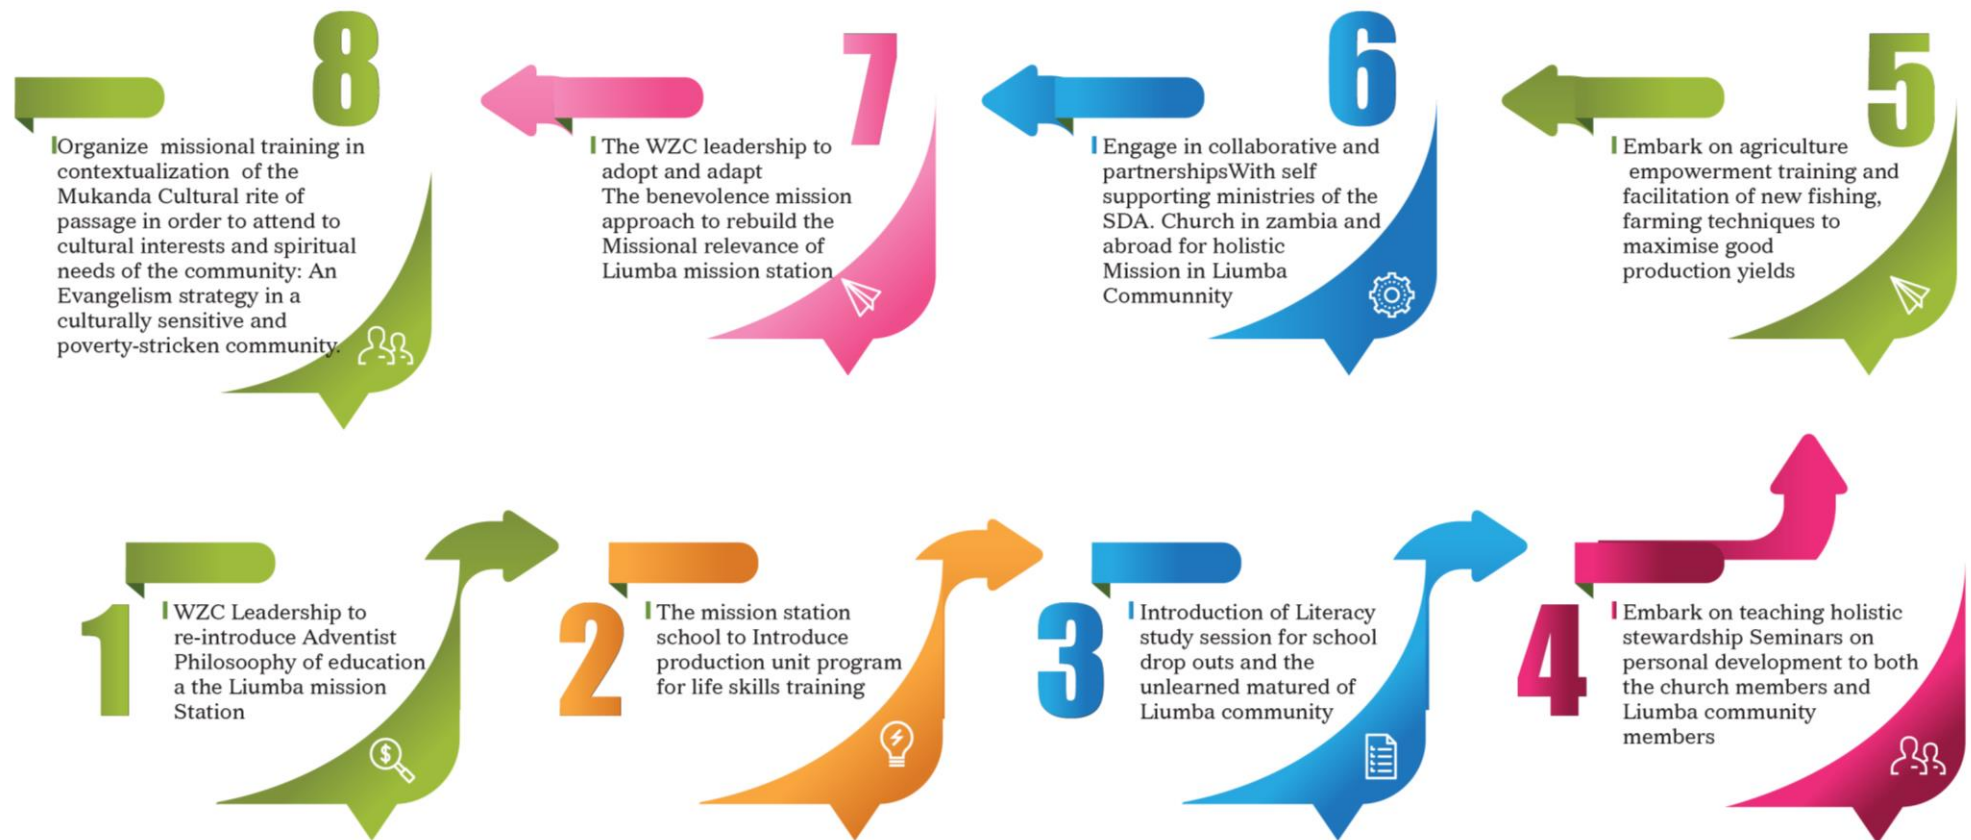 8
Organize missional training in
contextualization of the
Mukanda Cultural rite of
passage in order to attend to
cultural interests and spiritual
needs of the community: An
Evangelism strategy in a
culturally sensitive and
poverty-stricken community.
7
The WZC leadership to
adopt and adapt
The benevolence mission
approach to rebuild the
Missional relevance of
Liumba mission station
6
Engage in collaborative and
partnershipsWith self
supporting ministries of the
SDA. Church in zambia and
abroad for holistic
Mission in Liumba
Communnity
5
Embark on agriculture
empowerment training and
facilitation of new fishing,
farming techniques to
maximise good
production yields
1
WZC Leadership to
re-introduce Adventist
Philosoophy of education
a the Liumba mission
Station
2
The mission station
school to Introduce
production unit program
for life skills training
3
Introduction of Literacy
study session for school
drop outs and the
unlearned matured of
Liumba community
4
Embark on teaching holistic
stewardship Seminars on
personal development to both
the church members and
Liumba community
members
$